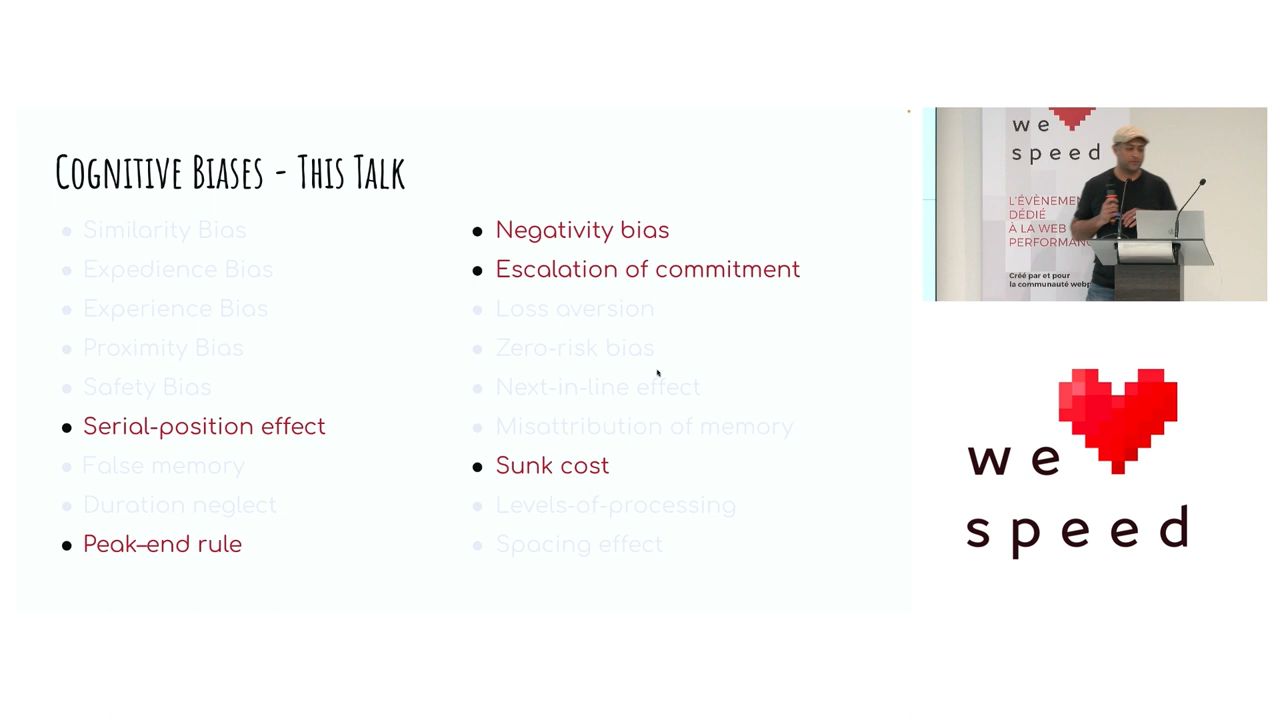 Cognitive Biases - This Talk
Similarity Bias
Expedience Bias
Experience Bias
Proximity Bias
Safety Bias
Serial-position effect
False memory
Duration neglect
Peak–end rule
Negativity bias
Escalation of commitment
Loss aversion
Zero-risk bias
Next-in-line effect
Misattribution of memory
Sunk cost
Levels-of-processing
Spacing effect
we
speed
L'ÉVÈNEMEN
DÉDIÉ
À LA WEB
PERFORMAN
Créé par et pour
la communauté webp
we
speed